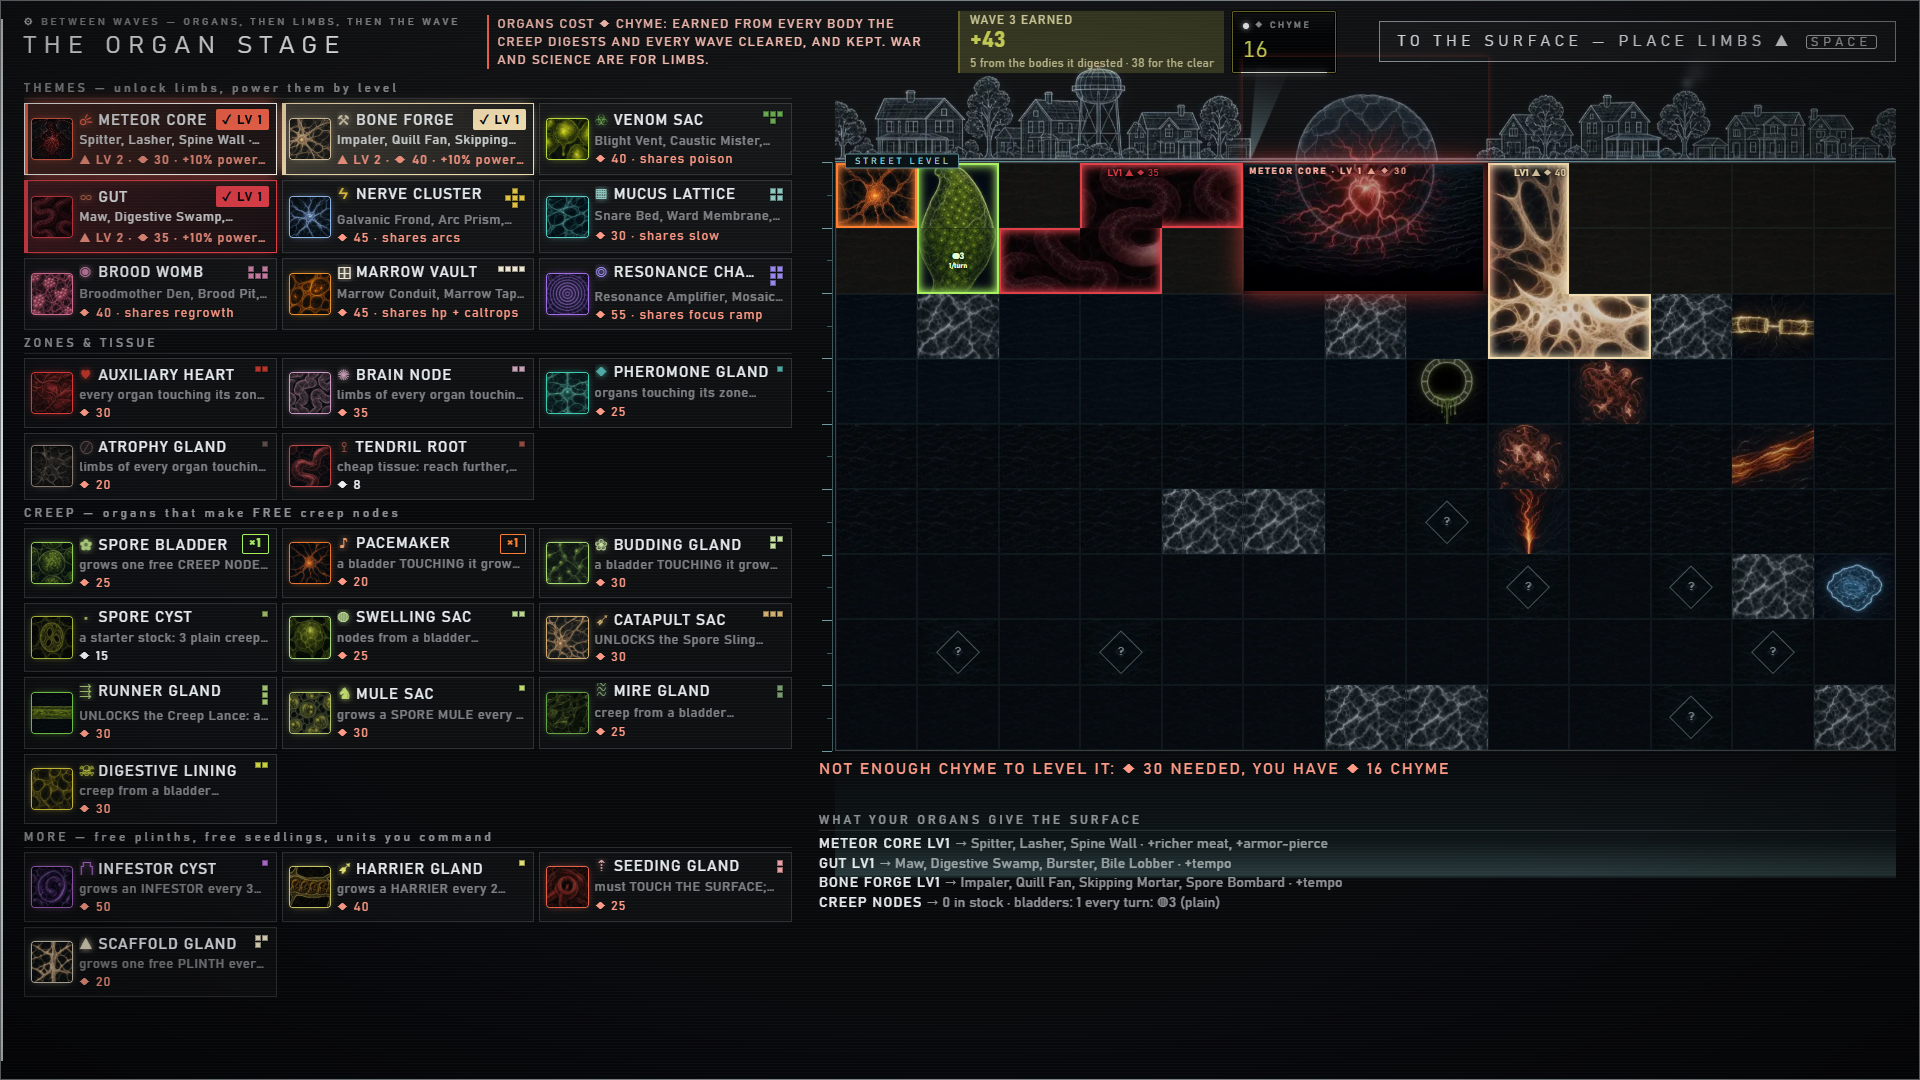 BETWEEN WAVES — ORGANS, THEN LIMBS, THEN THE WAVE
THE ORGAN STAGE
ORGANS COST ◆ CHYME: EARNED FROM EVERY BODY THE
CREEP DIGESTS AND EVERY WAVE CLEARED, AND KEPT. WAR
AND SCIENCE ARE FOR LIMBS.
WAVE 3 EARNED
+43
5 from the bodies it digested · 38 for the clear
◆ CHYME
16
TO THE SURFACE — PLACE LIMBS ▲ SPACE
THEMES — unlock limbs, power them by level
METEOR CORE ✓ LV 1
Spitter, Lasher, Spine Wall ·…
▲ LV 2 · ◆ 30 · +10% power…
BONE FORGE ✓ LV 1
Impaler, Quill Fan, Skipping…
▲ LV 2 · ◆ 40 · +10% power…
VENOM SAC
Blight Vent, Caustic Mister,…
◆ 40 · shares poison
GUT ✓ LV 1
Maw, Digestive Swamp,…
▲ LV 2 · ◆ 35 · +10% power…
NERVE CLUSTER
Galvanic Frond, Arc Prism,…
◆ 45 · shares arcs
MUCUS LATTICE
Snare Bed, Ward Membrane,…
◆ 30 · shares slow
BROOD WOMB
Broodmother Den, Brood Pit,…
◆ 40 · shares regrowth
MARROW VAULT
Marrow Conduit, Marrow Tap…
◆ 45 · shares hp + caltrops
RESONANCE CHA…
Resonance Amplifier, Mosaic…
◆ 55 · shares focus ramp
ZONES & TISSUE
AUXILIARY HEART
every organ touching its zon…
◆ 30
BRAIN NODE
limbs of every organ touchin…
◆ 35
PHEROMONE GLAND
organs touching its zone…
◆ 25
ATROPHY GLAND
limbs of every organ touchin…
◆ 20
TENDRIL ROOT
cheap tissue: reach further,…
◆ 8
CREEP — organs that make FREE creep nodes
SPORE BLADDER ×1
grows one free CREEP NODE…
◆ 25
PACEMAKER ×1
a bladder TOUCHING it grow…
◆ 20
BUDDING GLAND
a bladder TOUCHING it grow…
◆ 30
SPORE CYST
a starter stock: 3 plain creep…
◆ 15
SWELLING SAC
nodes from a bladder…
◆ 25
CATAPULT SAC
UNLOCKS the Spore Sling…
◆ 30
RUNNER GLAND
UNLOCKS the Creep Lance: a…
◆ 30
MULE SAC
grows a SPORE MULE every …
◆ 30
MIRE GLAND
creep from a bladder…
◆ 25
DIGESTIVE LINING
creep from a bladder…
◆ 30
MORE — free plinths, free seedlings, units you command
INFESTOR CYST
grows an INFESTOR every 3…
◆ 50
HARRIER GLAND
grows a HARRIER every 2…
◆ 40
SEEDING GLAND
must TOUCH THE SURFACE;…
◆ 25
SCAFFOLD GLAND
grows one free PLINTH ever…
◆ 20
STREET LEVEL
LV1 ▲ ◆ 35
METEOR CORE · LV 1 ▲ ◆ 30
LV1 ▲ ◆ 40
3
1/turn
?
?
?
?
?
?
?
NOT ENOUGH CHYME TO LEVEL IT: ◆ 30 NEEDED, YOU HAVE ◆ 16 CHYME
WHAT YOUR ORGANS GIVE THE SURFACE
METEOR CORE LV1 → Spitter, Lasher, Spine Wall · +richer meat, +armor-pierce
GUT LV1 → Maw, Digestive Swamp, Burster, Bile Lobber · +tempo
BONE FORGE LV1 → Impaler, Quill Fan, Skipping Mortar, Spore Bombard · +tempo
CREEP NODES → 0 in stock · bladders: 1 every turn: ◍3 (plain)